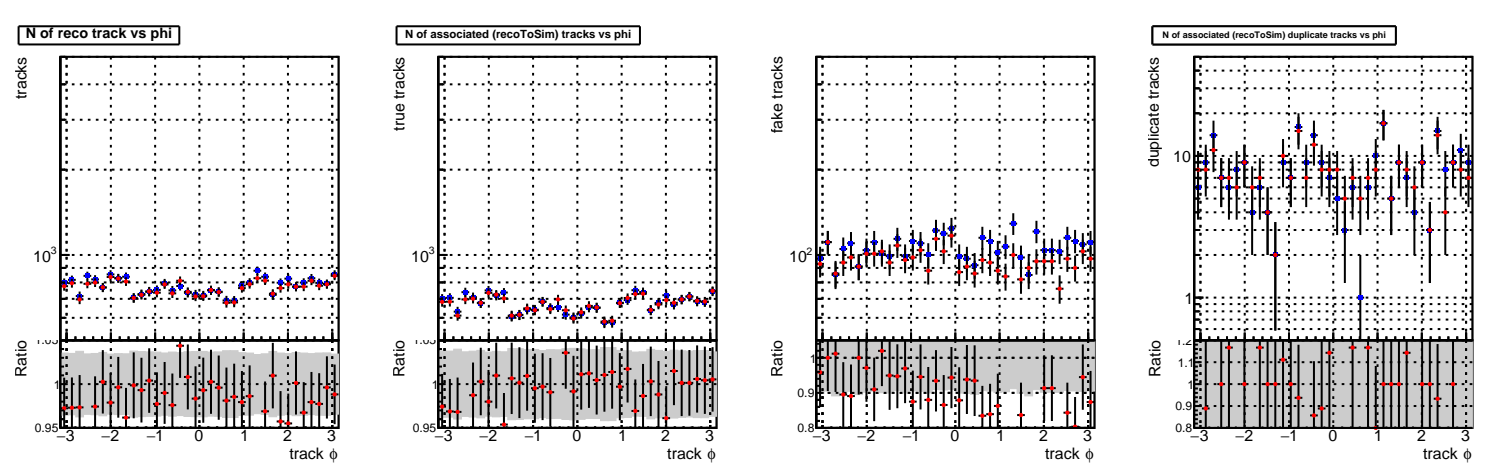 N of reco track vs phi
tracks
10³
Ratio
1
0.95
−3 −2 −1 0 1 2 3
track ϕ
N of associated (recoToSim) tracks vs phi
true tracks
10³
Ratio
1
0.95
−3 −2 −1 0 1 2 3
track ϕ
fake tracks
10²
Ratio
1
0.9
0.8
−3 −2 −1 0 1 2 3
track ϕ
N of associated (recoToSim) duplicate tracks vs phi
duplicate tracks
10
1
Ratio
1.2
1.1
1
0.9
0.8
−3 −2 −1 0 1 2 3
track ϕ